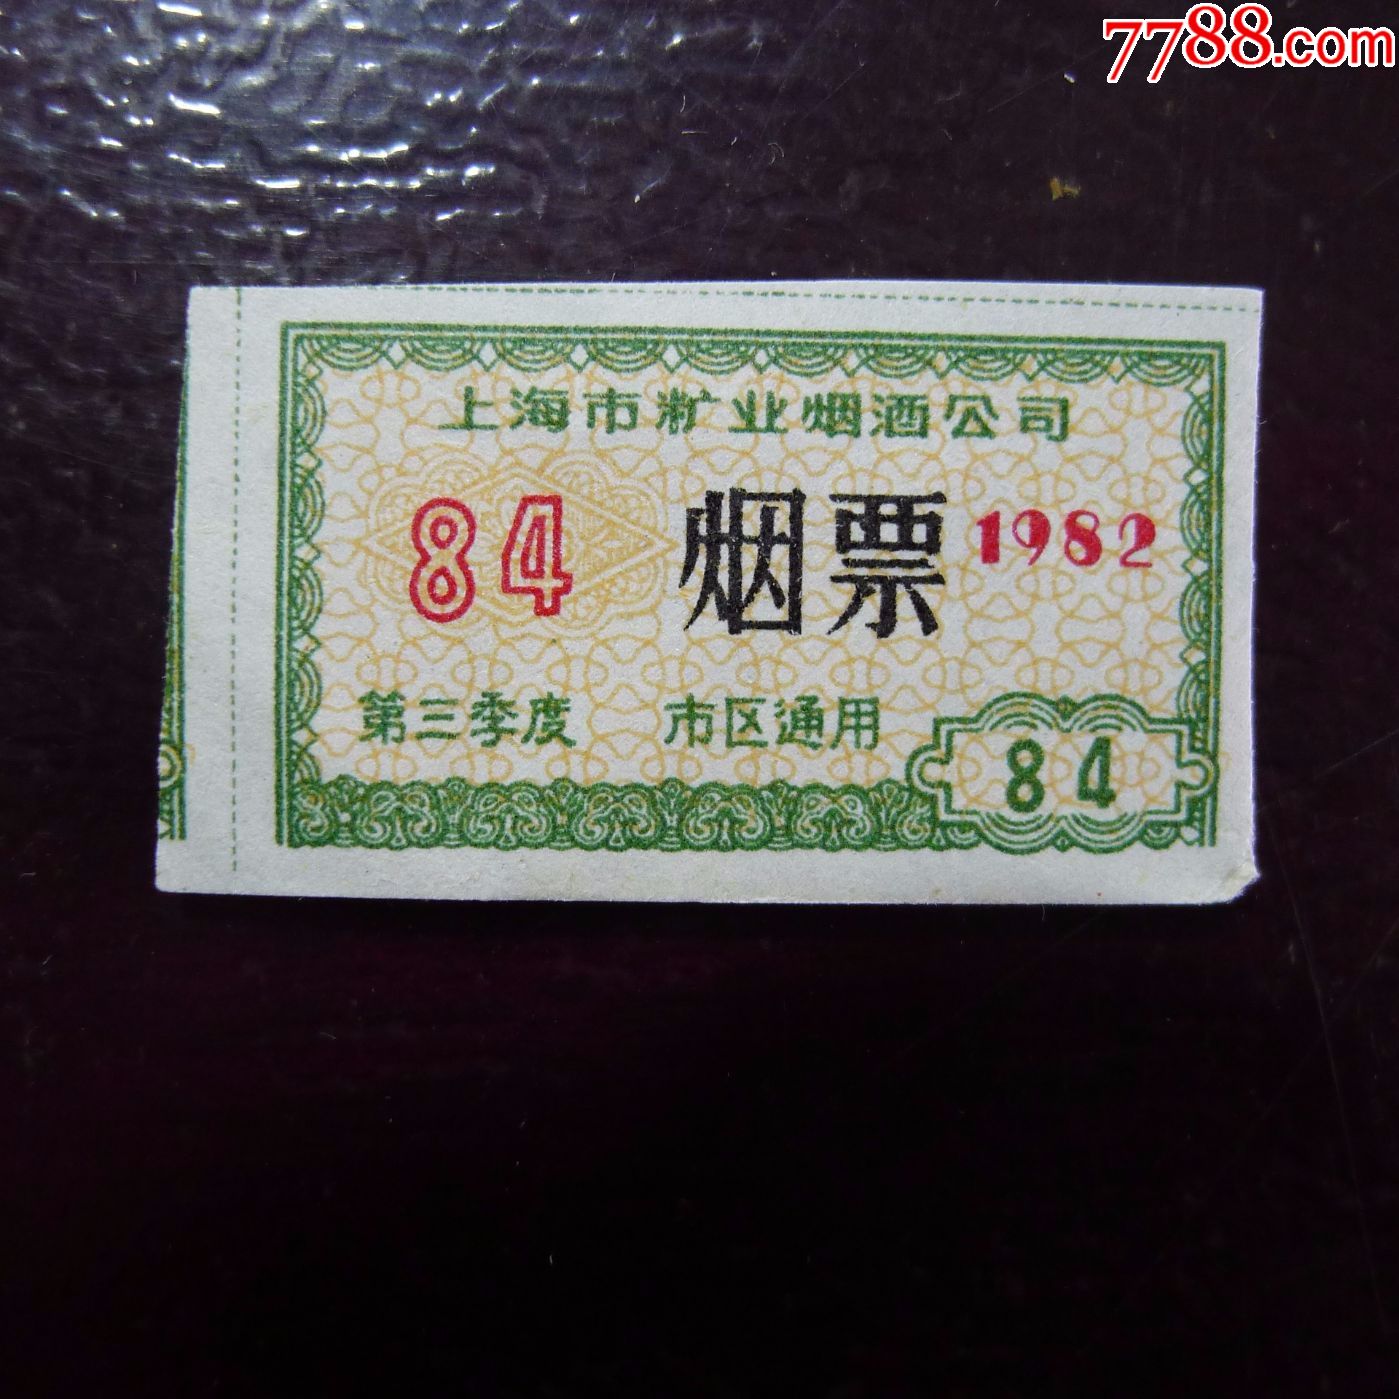 7788.com
上海市粎业烟酒公司
84 烟票 1982
第三季度 市区通用
84